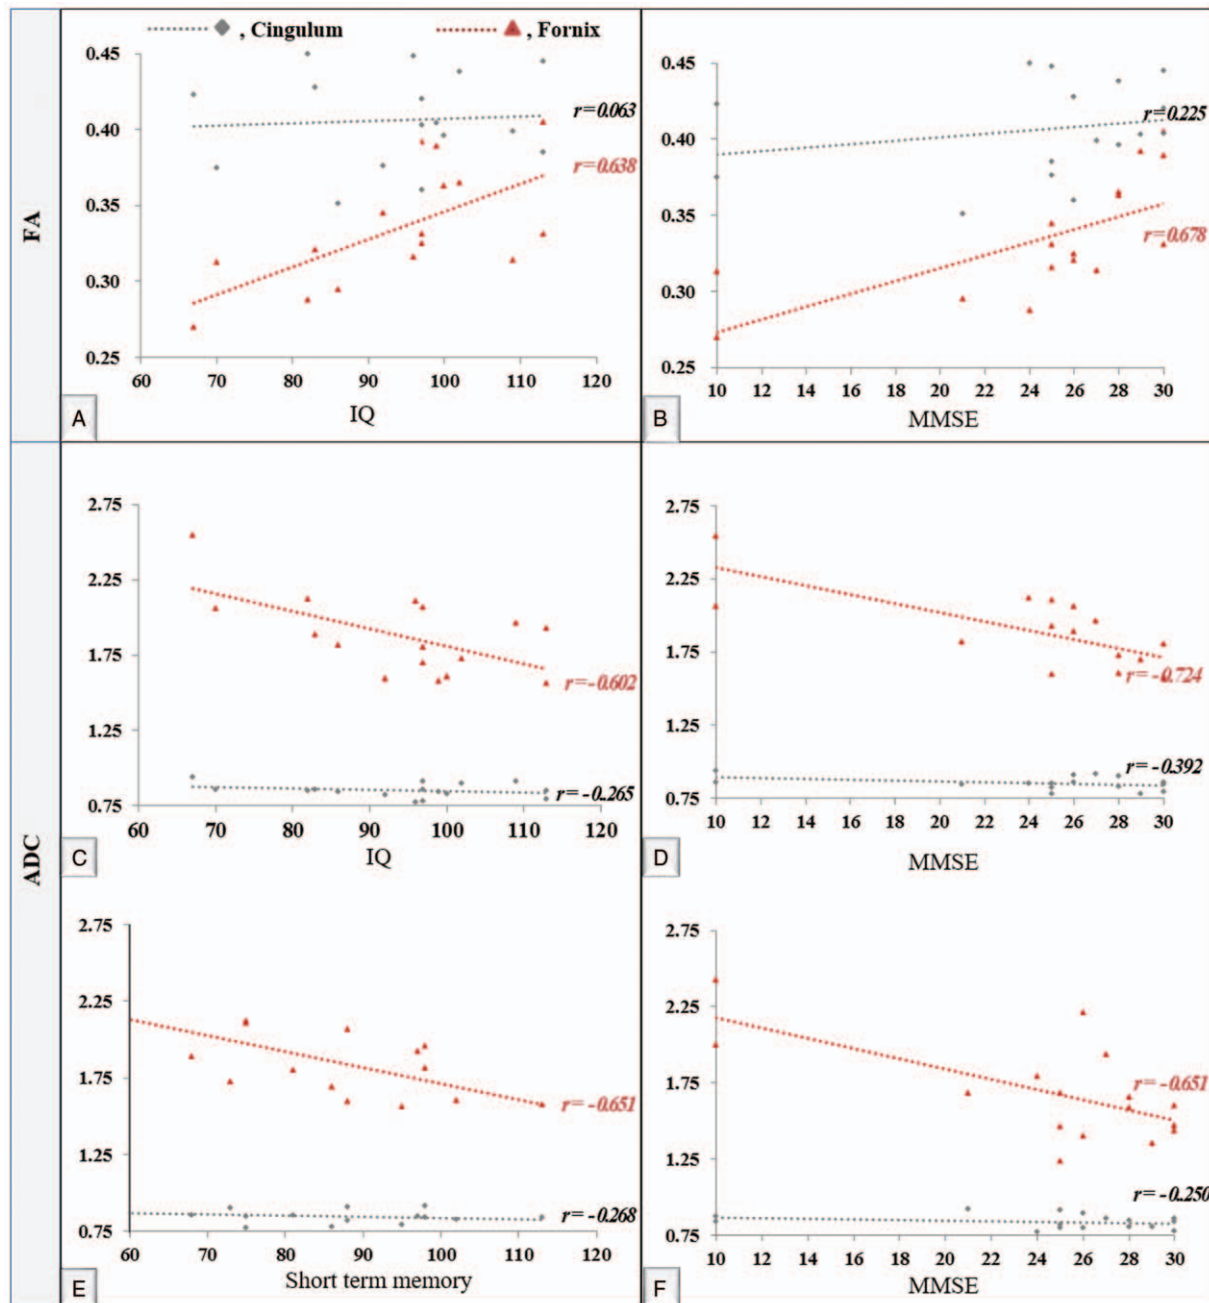 , Cingulum , Fornix
FA
0.45
0.40
0.35
0.30
0.25
r=0.063
r=0.638
60 70 80 90 100 110 120
IQ
A
0.45
0.40
0.35
0.30
0.25
r=0.225
r=0.678
10 12 14 16 18 20 22 24 26 28 30
MMSE
B
ADC
2.75
2.25
1.75
1.25
0.75
r= -0.602
r= -0.265
60 70 80 90 100 110 120
IQ
C
2.75
2.25
1.75
1.25
0.75
r= -0.724
r= -0.392
10 12 14 16 18 20 22 24 26 28 30
MMSE
D
2.75
2.25
1.75
1.25
0.75
r= -0.651
r= -0.268
60 70 80 90 100 110 120
Short term memory
E
2.75
2.25
1.75
1.25
0.75
r= -0.651
r= -0.250
10 12 14 16 18 20 22 24 26 28 30
MMSE
F